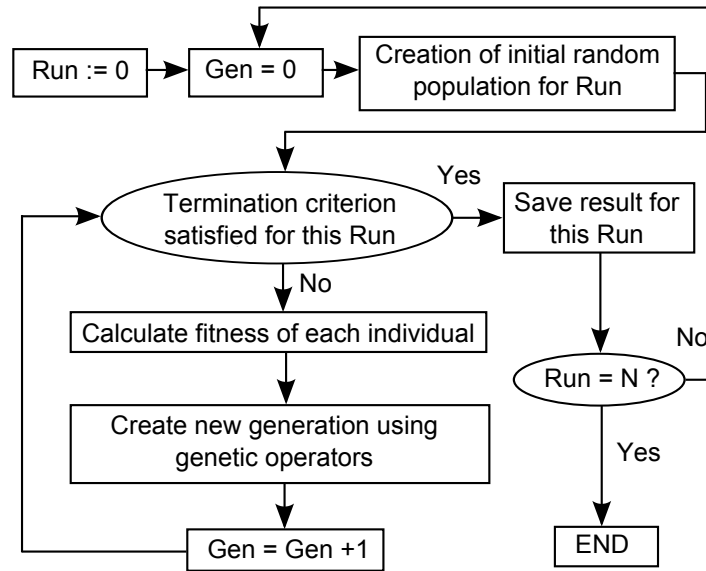 Run := 0
Gen = 0
Creation of initial random
population for Run
Termination criterion
satisfied for this Run
Yes
Save result for
this Run
No
Calculate fitness of each individual
No
Run = N ?
Create new generation using
genetic operators
Yes
Gen = Gen +1
END